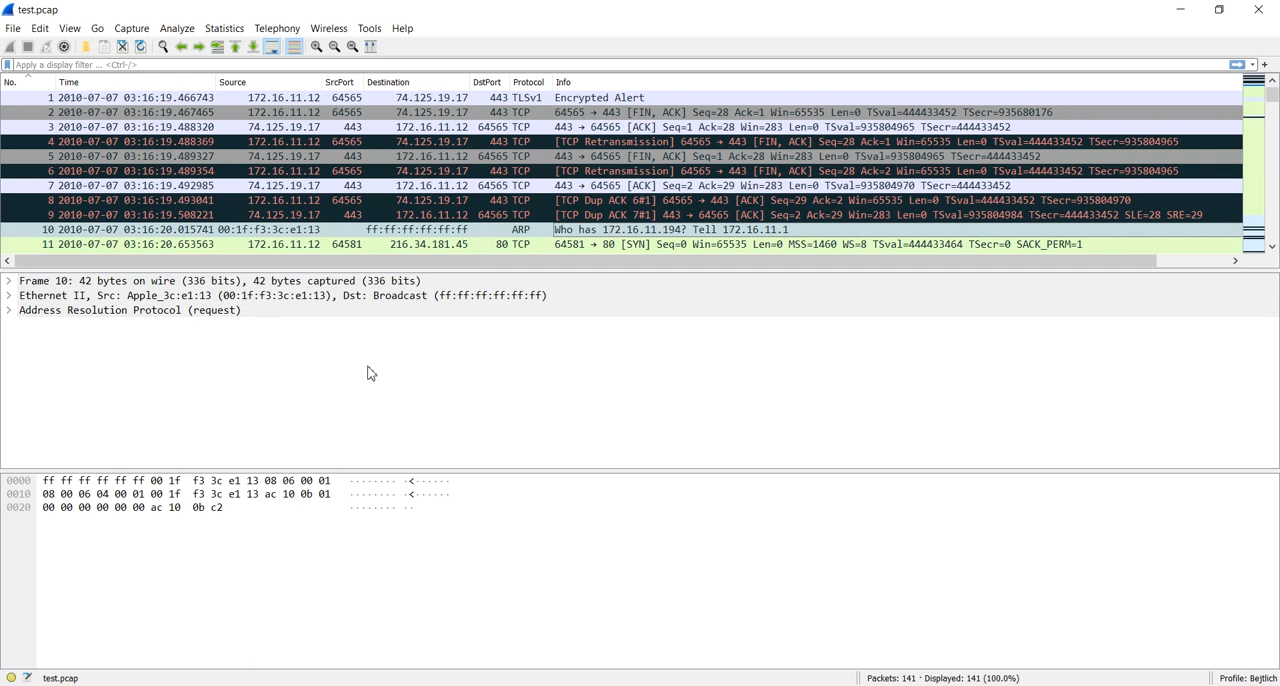 test.pcap
File Edit View Go Capture Analyze Statistics Telephony Wireless Tools Help
Apply a display filter ... <Ctrl-/>
No. Time Source SrcPort Destination DstPort Protocol Info
1 2010-07-07 03:16:19.466743 172.16.11.12 64565 74.125.19.17 443 TLSv1 Encrypted Alert
2 2010-07-07 03:16:19.467465 172.16.11.12 64565 74.125.19.17 443 TCP 64565 → 443 [FIN, ACK] Seq=28 Ack=1 Win=65535 Len=0 TSval=444433452 TSecr=935680176
3 2010-07-07 03:16:19.488320 74.125.19.17 443 172.16.11.12 64565 TCP 443 → 64565 [ACK] Seq=1 Ack=28 Win=283 Len=0 TSval=935804965 TSecr=444433452
4 2010-07-07 03:16:19.488369 172.16.11.12 64565 74.125.19.17 443 TCP [TCP Retransmission] 64565 → 443 [FIN, ACK] Seq=28 Ack=1 Win=65535 Len=0 TSval=444433452 TSecr=935804965
5 2010-07-07 03:16:19.489327 74.125.19.17 443 172.16.11.12 64565 TCP 443 → 64565 [FIN, ACK] Seq=1 Ack=28 Win=283 Len=0 TSval=935804965 TSecr=444433452
6 2010-07-07 03:16:19.489354 172.16.11.12 64565 74.125.19.17 443 TCP [TCP Retransmission] 64565 → 443 [FIN, ACK] Seq=28 Ack=2 Win=65535 Len=0 TSval=444433452 TSecr=935804965
7 2010-07-07 03:16:19.492985 74.125.19.17 443 172.16.11.12 64565 TCP 443 → 64565 [ACK] Seq=2 Ack=29 Win=283 Len=0 TSval=935804970 TSecr=444433452
8 2010-07-07 03:16:19.493041 172.16.11.12 64565 74.125.19.17 443 TCP [TCP Dup ACK 6#1] 64565 → 443 [ACK] Seq=29 Ack=2 Win=65535 Len=0 TSval=444433452 TSecr=935804970
9 2010-07-07 03:16:19.508221 74.125.19.17 443 172.16.11.12 64565 TCP [TCP Dup ACK 7#1] 443 → 64565 [ACK] Seq=2 Ack=29 Win=283 Len=0 TSval=935804984 TSecr=444433452 SLE=28 SRE=29
10 2010-07-07 03:16:20.015741 00:1f:f3:3c:e1:13 ff:ff:ff:ff:ff:ff ARP Who has 172.16.11.194? Tell 172.16.11.1
11 2010-07-07 03:16:20.653563 172.16.11.12 64581 216.34.181.45 80 TCP 64581 → 80 [SYN] Seq=0 Win=65535 Len=0 MSS=1460 WS=8 TSval=444433464 TSecr=0 SACK_PERM=1
Frame 10: 42 bytes on wire (336 bits), 42 bytes captured (336 bits)
Ethernet II, Src: Apple_3c:e1:13 (00:1f:f3:3c:e1:13), Dst: Broadcast (ff:ff:ff:ff:ff:ff)
Address Resolution Protocol (request)
0000 ff ff ff ff ff ff 00 1f f3 3c e1 13 08 06 00 01 ········ ·<······
0010 08 00 06 04 00 01 00 1f f3 3c e1 13 ac 10 0b 01 ········ ·<······
0020 00 00 00 00 00 00 ac 10 0b c2 ········ ··
test.pcap Packets: 141 · Displayed: 141 (100.0%) Profile: Bejtlich